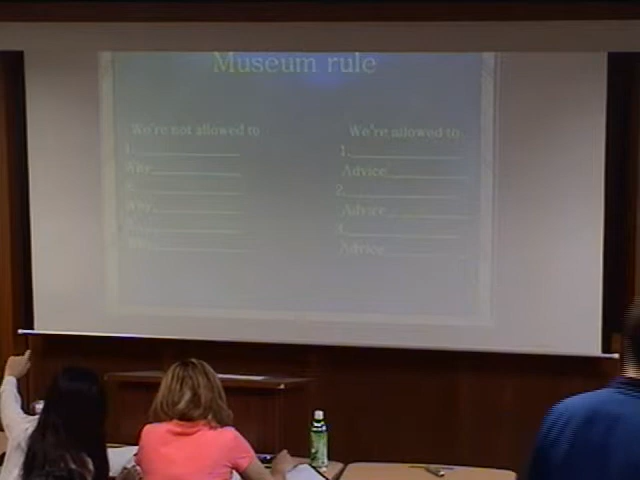 Museum rule
We're not allowed to
1.
Why
Why
Why
We're allowed to
1.
Advice
2.
Advice
Advice